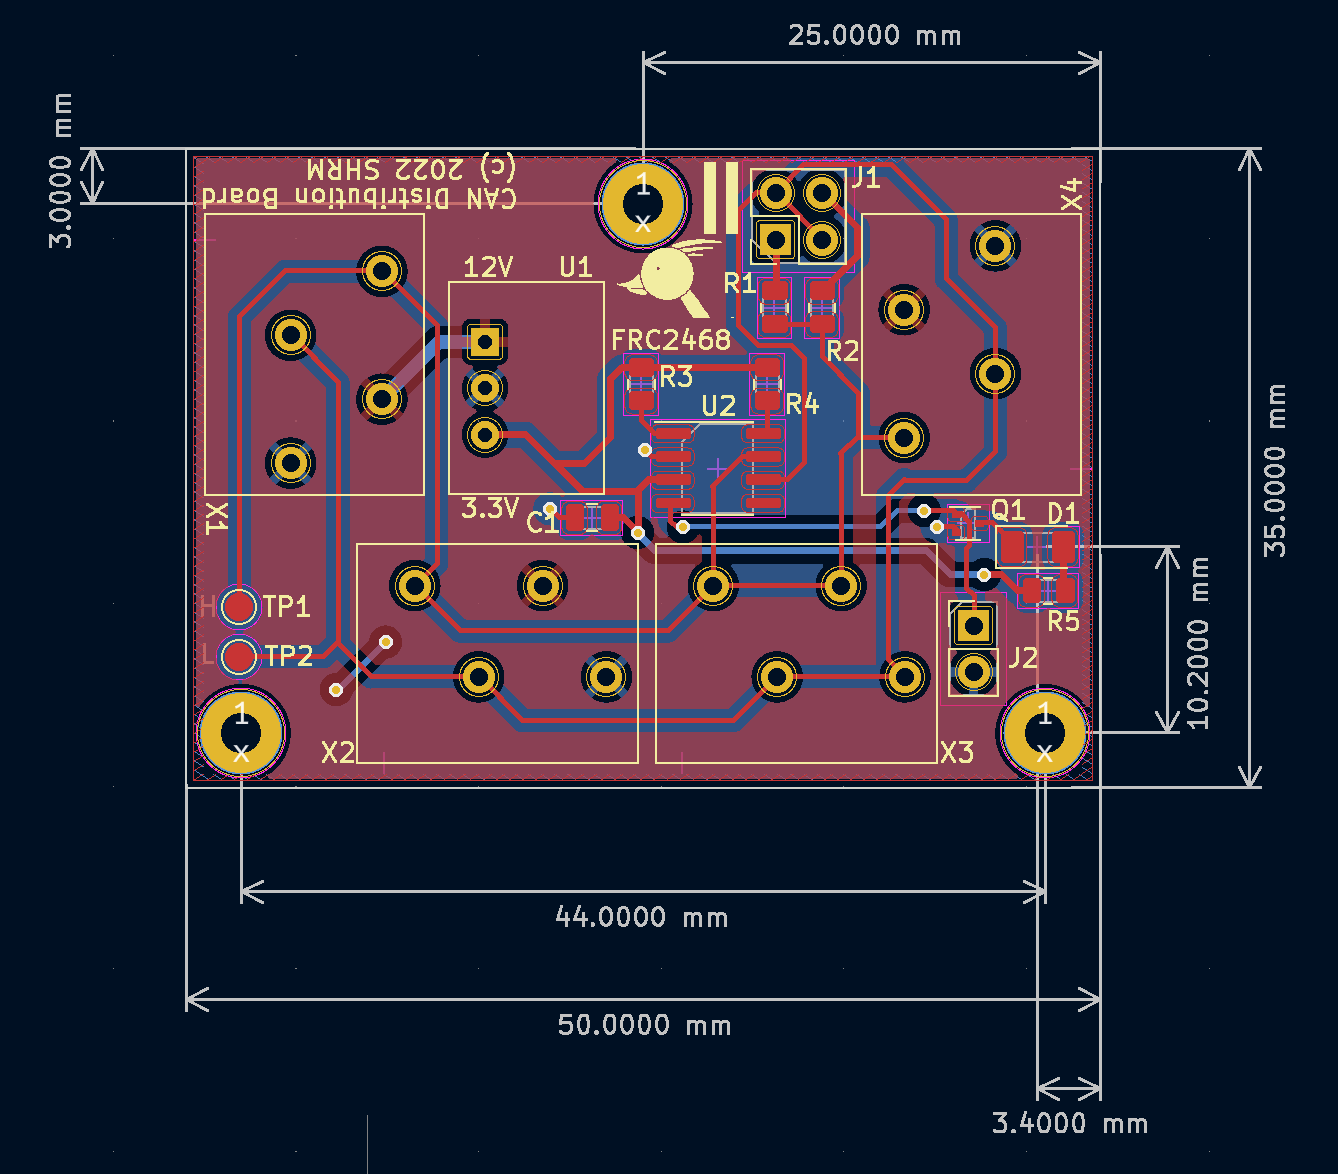 25.0000 mm
3.0000 mm
(c) 2022 SHRM
CAN Distribution Board
1
x
J1
X4
12V
U1
R1
FRC2468
R2
R3
R4
U2
35.0000 mm
X1
3.3V
C1
Q1
D1
H
TP1
R5
L
TP2
J2
10.2000 mm
1
x
X2
X3
1
x
44.0000 mm
50.0000 mm
3.4000 mm